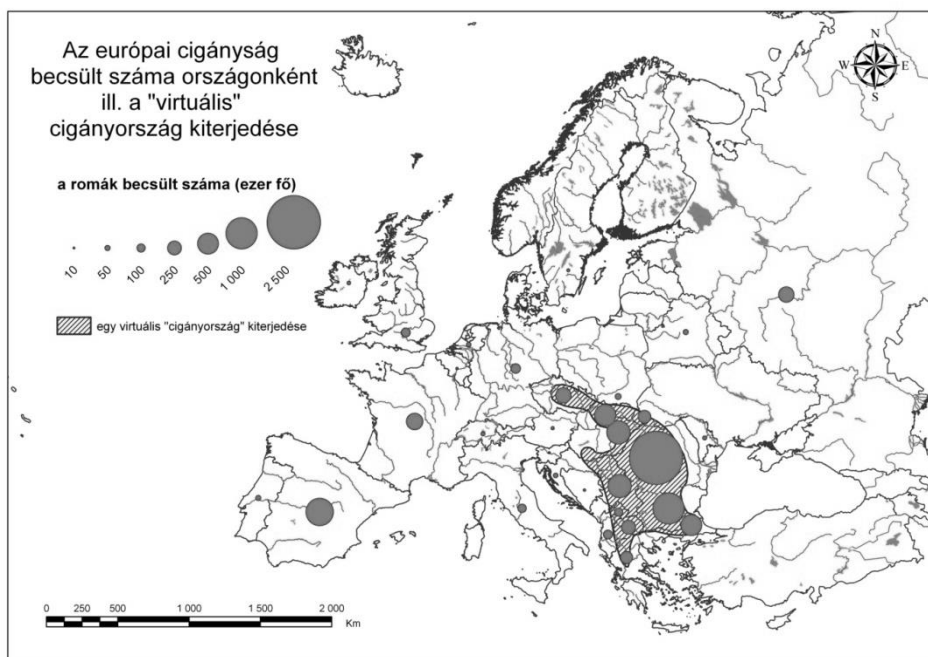 Az európai cigányság
becsült száma országonként
ill. a "virtuális"
cigányország kiterjedése
N
W E
S
a romák becsült száma (ezer fő)
10 50 100 250 500 1 000 2 500
egy virtuális "cigányország" kiterjedése
0 250 500 1 000 1 500 2 000
Km